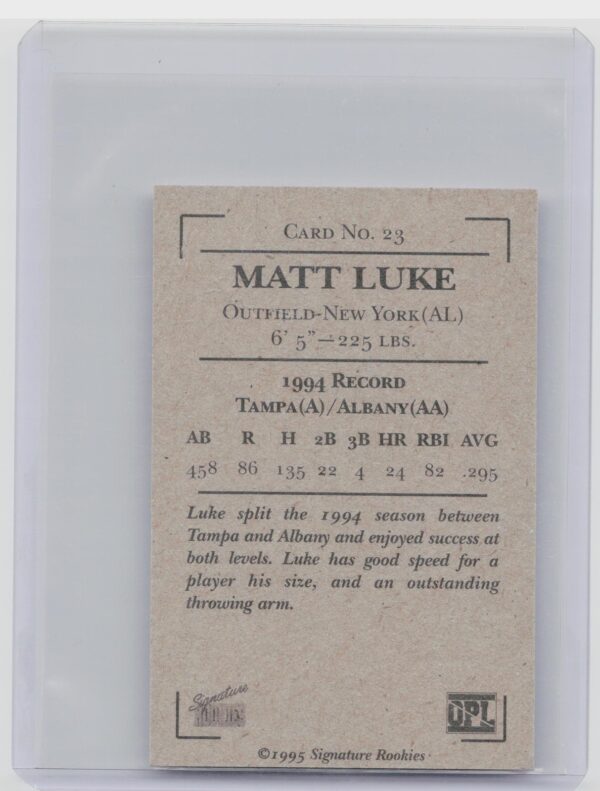 CARD NO. 23
MATT LUKE
OUTFIELD-NEW YORK(AL)
6' 5"—225 LBS.
1994 RECORD
TAMPA(A)/ALBANY(AA)
AB R H 2B 3B HR RBI AVG
458 86 135 22 4 24 82 .295
Luke split the 1994 season between
Tampa and Albany and enjoyed success at
both levels. Luke has good speed for a
player his size, and an outstanding
throwing arm.
Signature
OPL
©1995 Signature Rookies